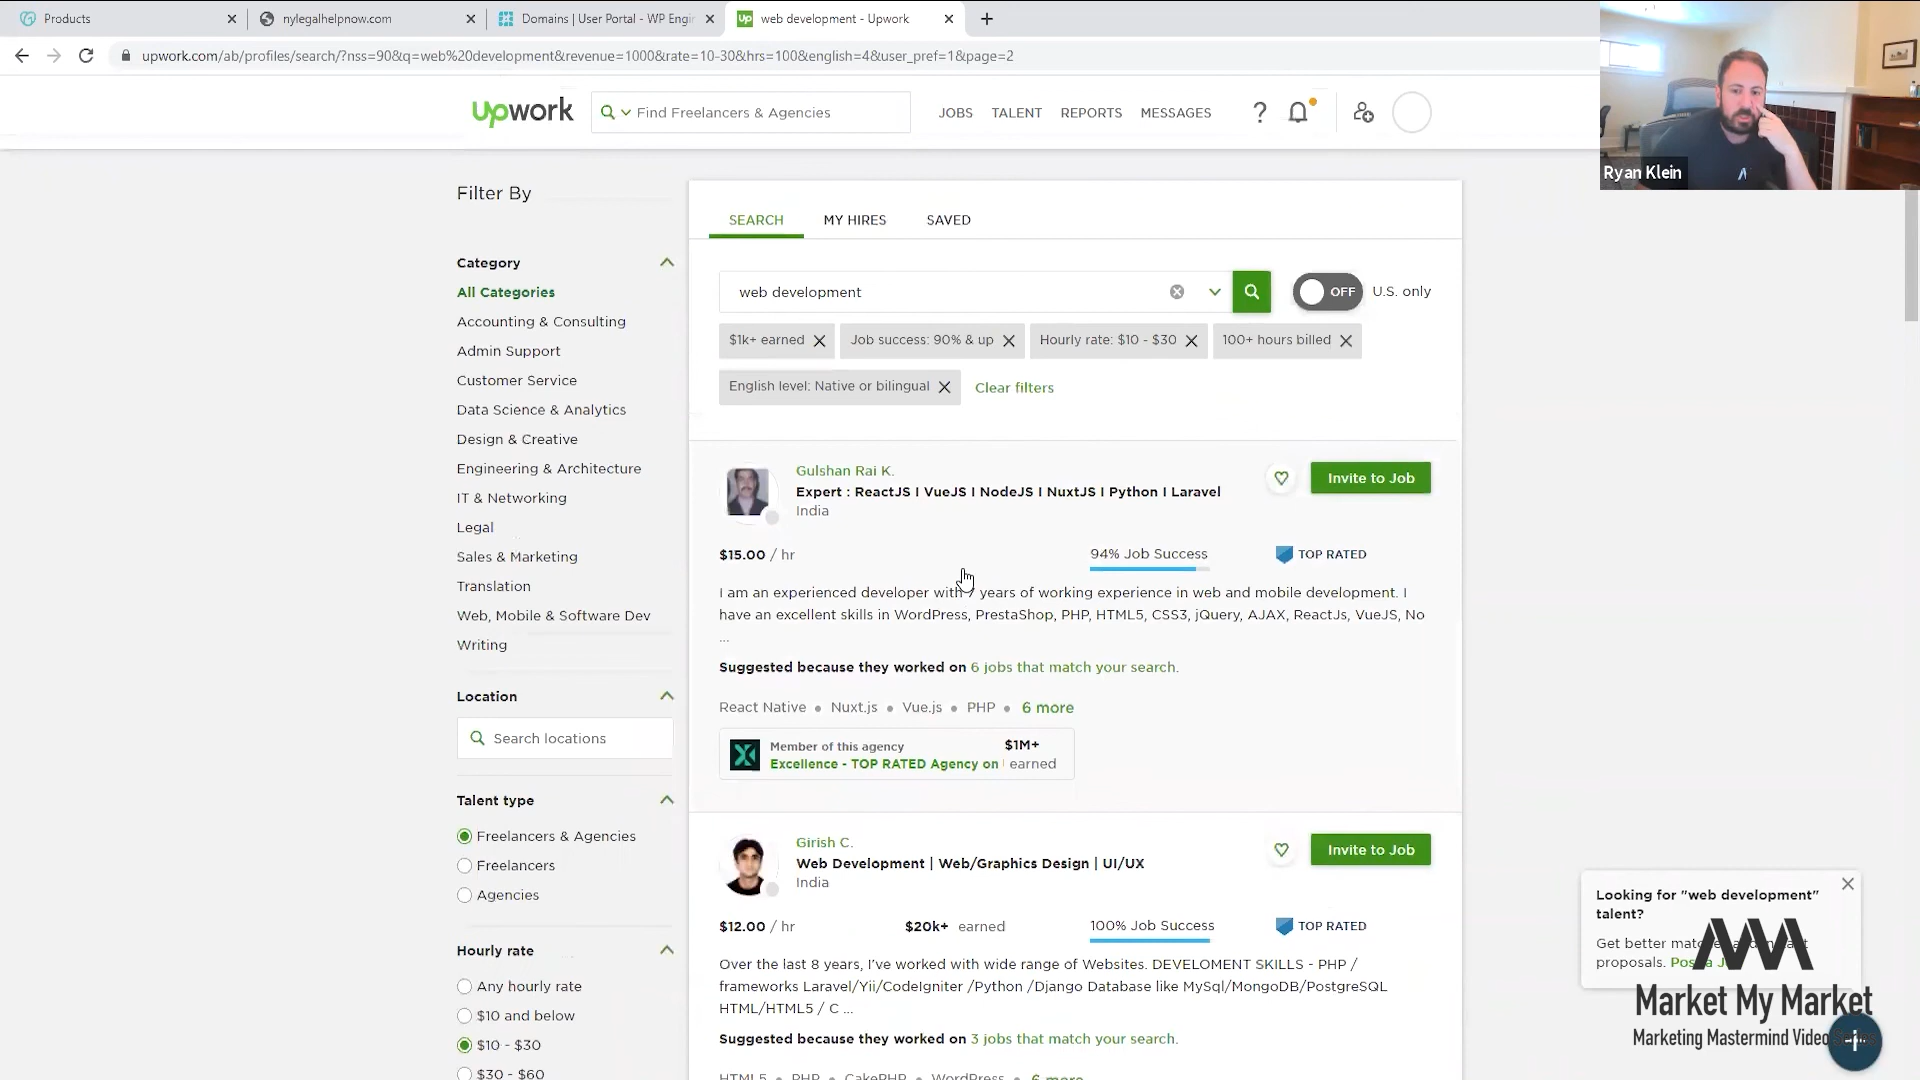 Products
nylegalhelpnow.com
Domains | User Portal - WP Engin
web development - Upwork
upwork.com/ab/profiles/search/?nss=90&q=web%20development&revenue=1000&rate=10-30&hrs=100&english=4&user_pref=1&page=2
Ryan Klein
upwork
Find Freelancers & Agencies
JOBS TALENT REPORTS MESSAGES
Filter By
Category
All Categories
Accounting & Consulting
Admin Support
Customer Service
Data Science & Analytics
Design & Creative
Engineering & Architecture
IT & Networking
Legal
Sales & Marketing
Translation
Web, Mobile & Software Dev
Writing
Location
Search locations
Talent type
Freelancers & Agencies
Freelancers
Agencies
Hourly rate
Any hourly rate
$10 and below
$10 - $30
$30 - $60
SEARCH MY HIRES SAVED
web development
OFF U.S. only
$1k+ earned
Job success: 90% & up
Hourly rate: $10 - $30
100+ hours billed
English level: Native or bilingual
Clear filters
Gulshan Rai K.
Expert : ReactJS I VueJS I NodeJS I NuxtJS I Python I Laravel
India
Invite to Job
$15.00 / hr
94% Job Success
TOP RATED
I am an experienced developer with 7 years of working experience in web and mobile development. I
have an excellent skills in WordPress, PrestaShop, PHP, HTML5, CSS3, jQuery, AJAX, ReactJs, VueJS, No
...
Suggested because they worked on 6 jobs that match your search.
React Native • Nuxt.js • Vue.js • PHP • 6 more
Member of this agency
Excellence - TOP RATED Agency on
$1M+
earned
Girish C.
Web Development | Web/Graphics Design | UI/UX
India
Invite to Job
$12.00 / hr
$20k+ earned
100% Job Success
TOP RATED
Over the last 8 years, I've worked with wide range of Websites. DEVELOMENT SKILLS - PHP /
frameworks Laravel/Yii/CodeIgniter /Python /Django Database like MySql/MongoDB/PostgreSQL
HTML/HTML5 / C ...
Suggested because they worked on 3 jobs that match your search.
HTML5 • PHP • CakePHP • WordPress • 6 more
Looking for "web development"
talent?
Get better
proposals.
Market My Market
Marketing Mastermind Video